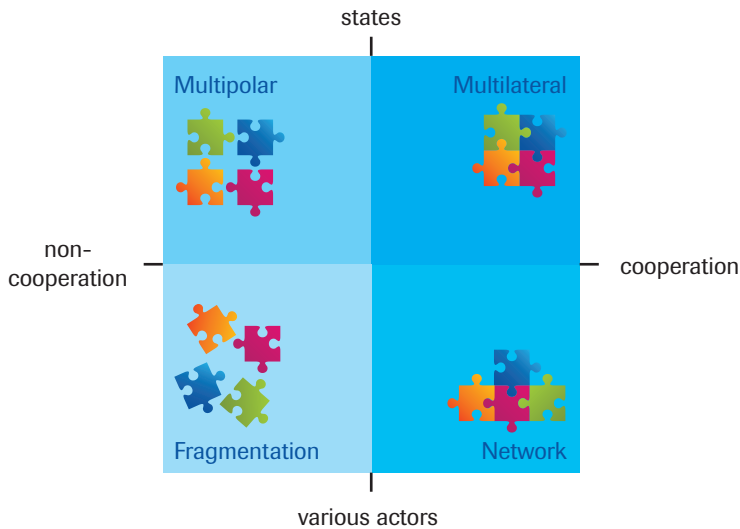 states
Multipolar
Multilateral
non-
cooperation
cooperation
Fragmentation
Network
various actors